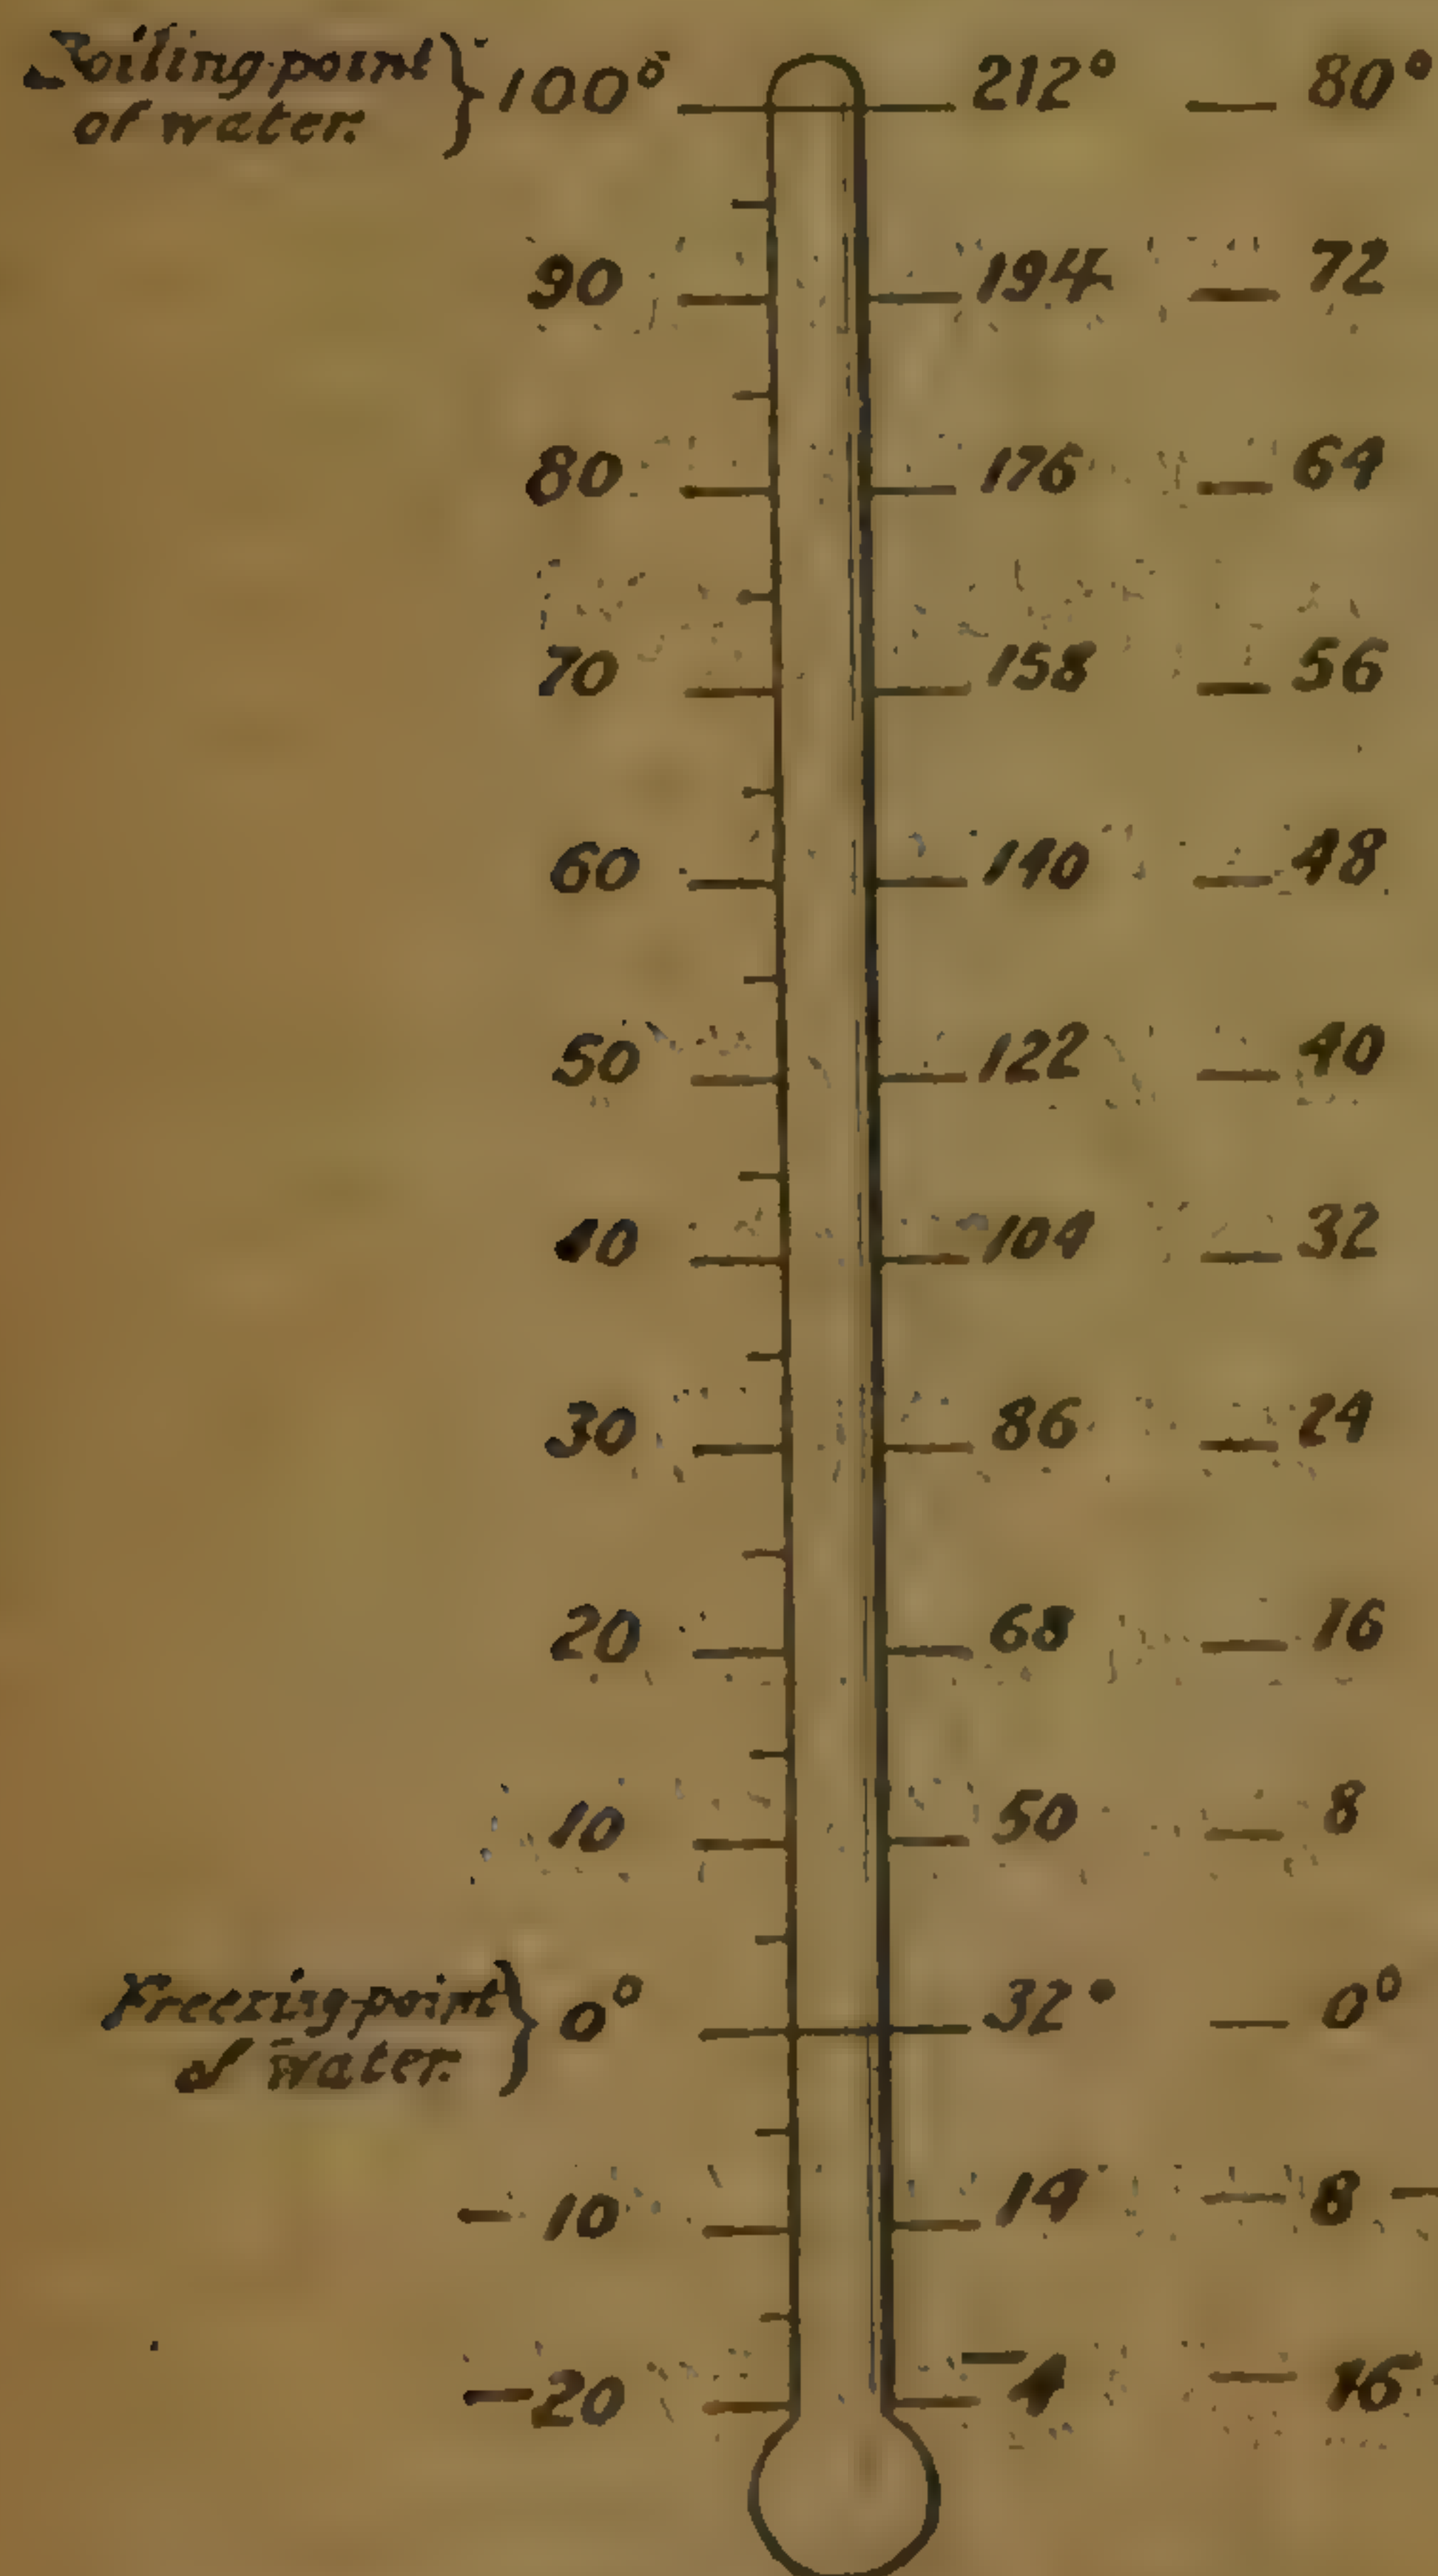 Boiling-point
of water. } 100° 212° 80°
90 194 72
80 176 64
70 158 56
60 140 48
50 122 40
40 104 32
30 86 24
20 68 16
10 50 8
Freezing-point
of water. } 0° 32° 0°
-10 14 8
-20 -4 16